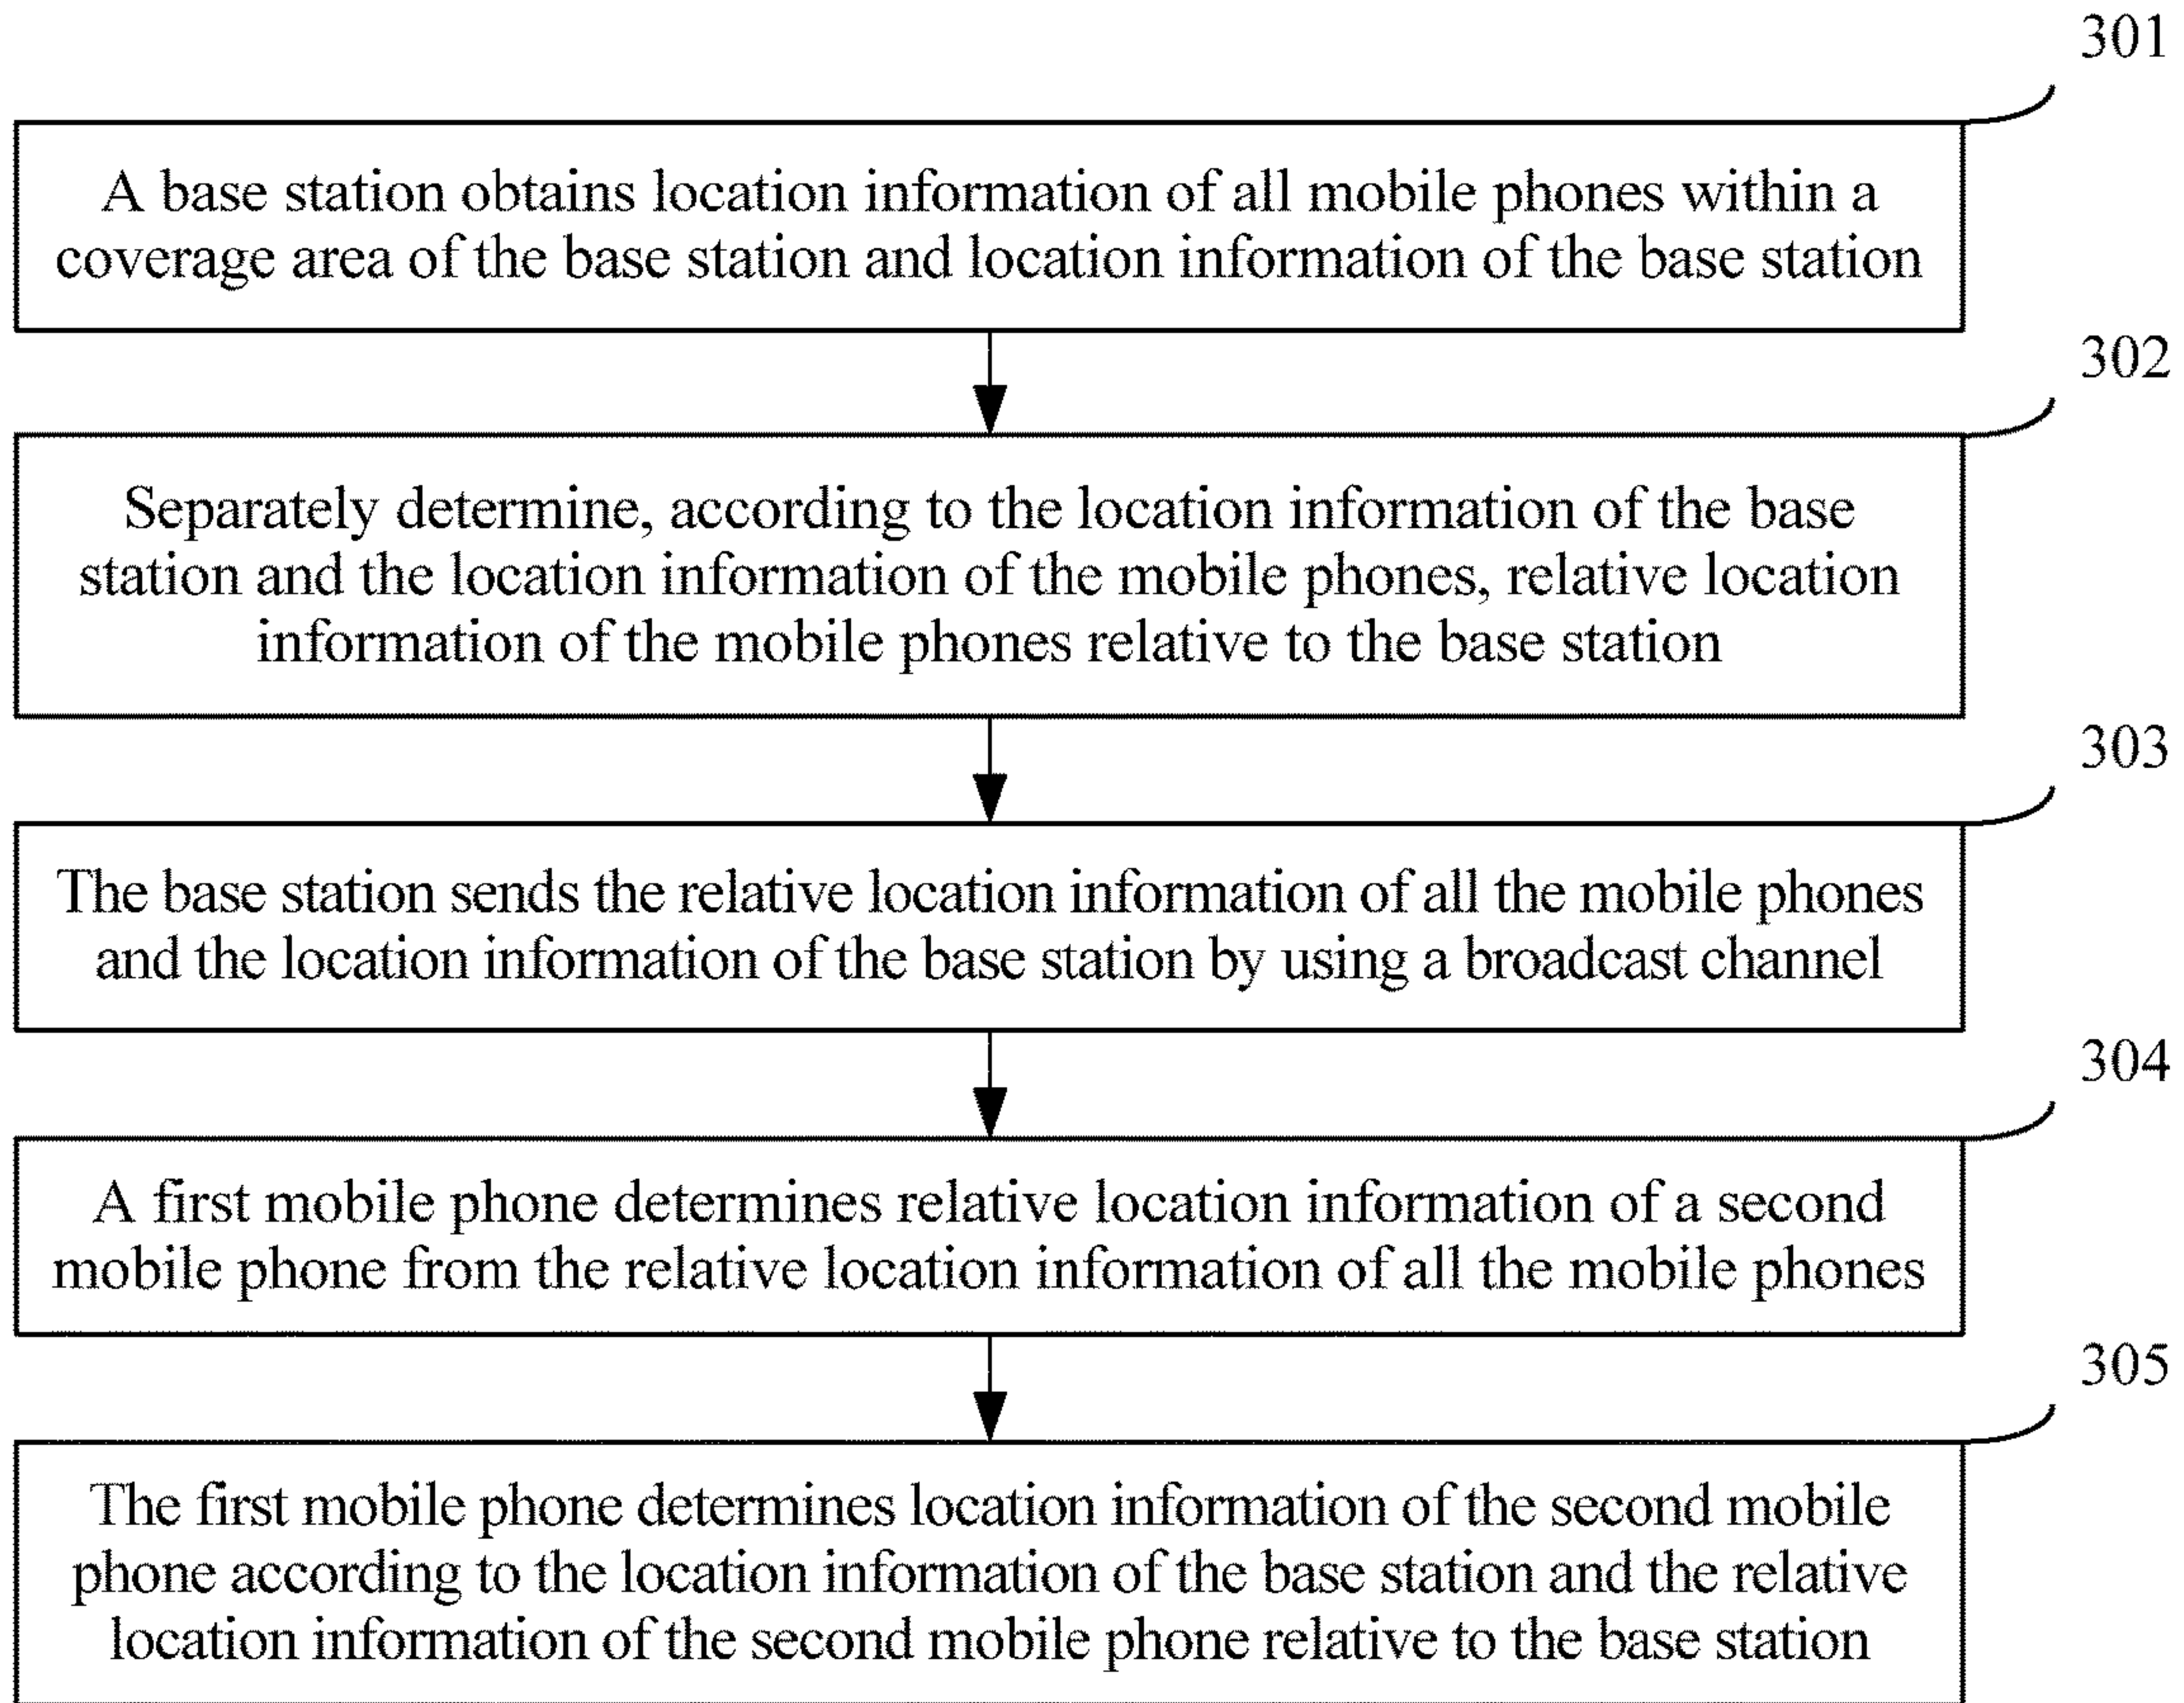 301
A base station obtains location information of all mobile phones within a
coverage area of the base station and location information of the base station
302
Separately determine, according to the location information of the base
station and the location information of the mobile phones, relative location
information of the mobile phones relative to the base station
303
The base station sends the relative location information of all the mobile phones
and the location information of the base station by using a broadcast channel
304
A first mobile phone determines relative location information of a second
mobile phone from the relative location information of all the mobile phones
305
The first mobile phone determines location information of the second mobile
phone according to the location information of the base station and the relative
location information of the second mobile phone relative to the base station